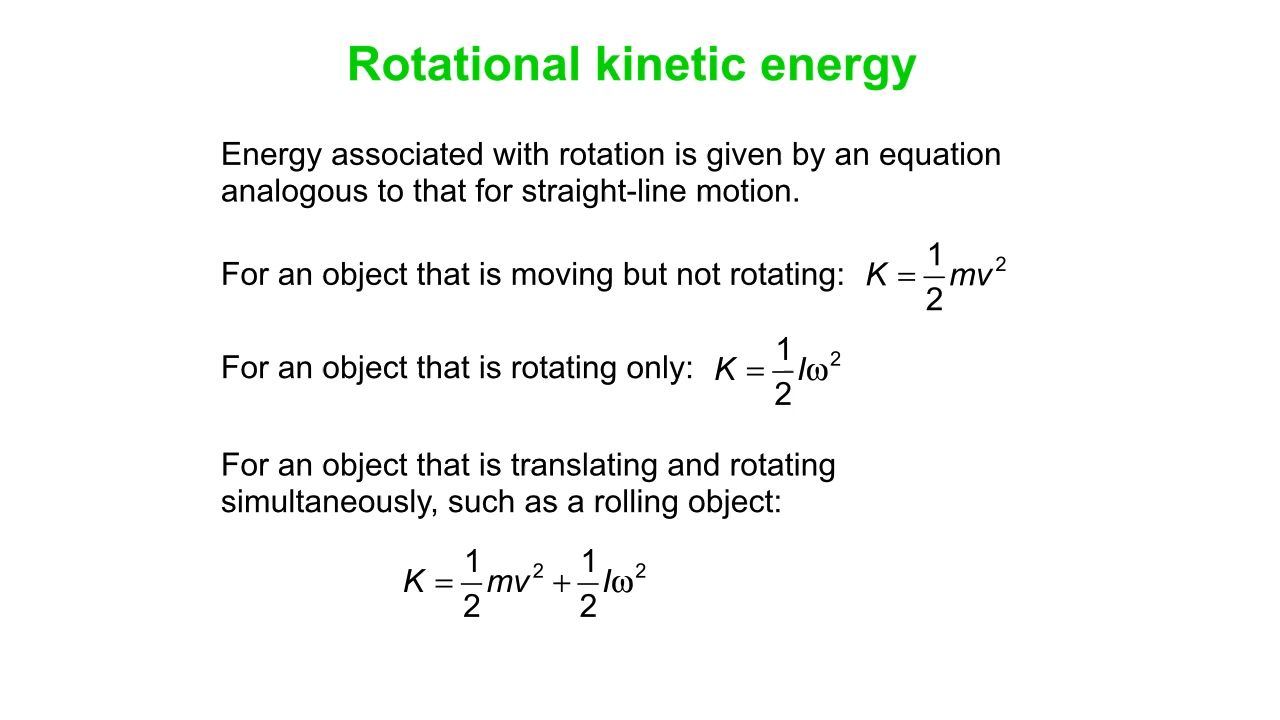 Rotational kinetic energy
Energy associated with rotation is given by an equation
analogous to that for straight-line motion.
For an object that is moving but not rotating: K = 1/2 mv²
For an object that is rotating only: K = 1/2 Iω²
For an object that is translating and rotating
simultaneously, such as a rolling object:
K = 1/2 mv² + 1/2 Iω²